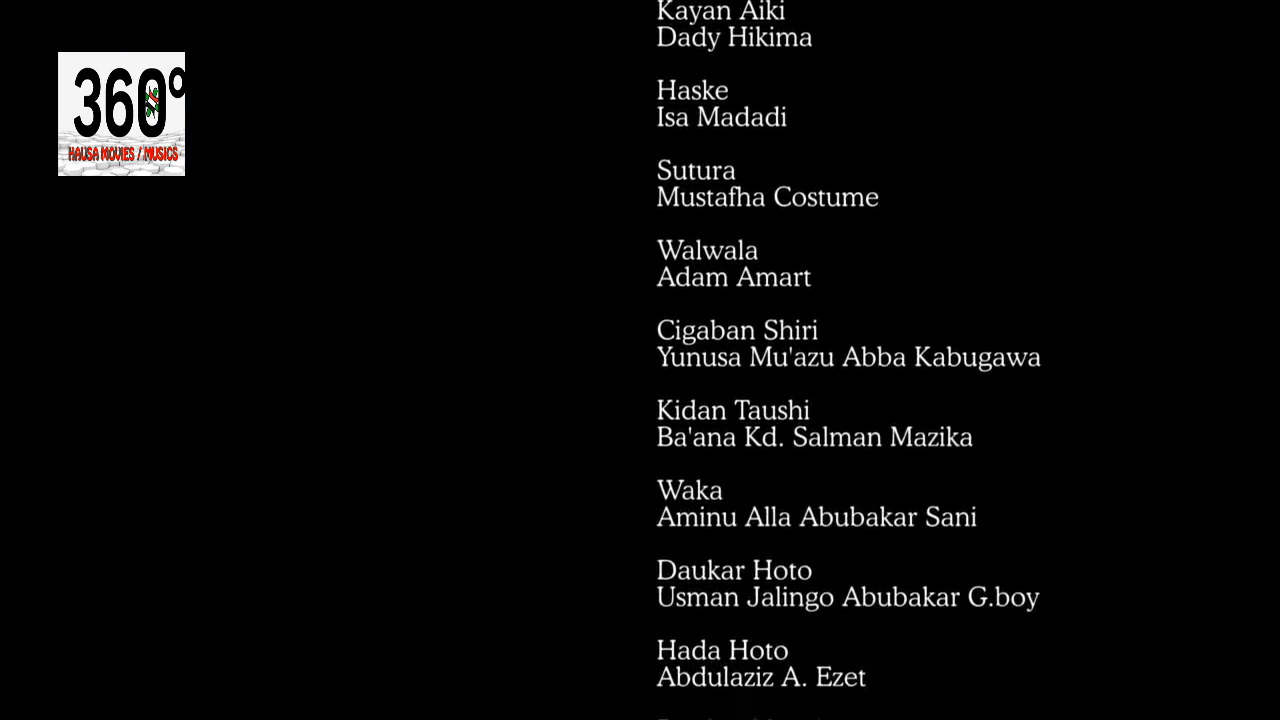 360°
HAUSA MOVIES / MUSICS
Kayan Aiki
Dady Hikima
Haske
Isa Madadi
Sutura
Mustafha Costume
Walwala
Adam Amart
Cigaban Shiri
Yunusa Mu'azu Abba Kabugawa
Kidan Taushi
Ba'ana Kd. Salman Mazika
Waka
Aminu Alla Abubakar Sani
Daukar Hoto
Usman Jalingo Abubakar G.boy
Hada Hoto
Abdulaziz A. Ezet